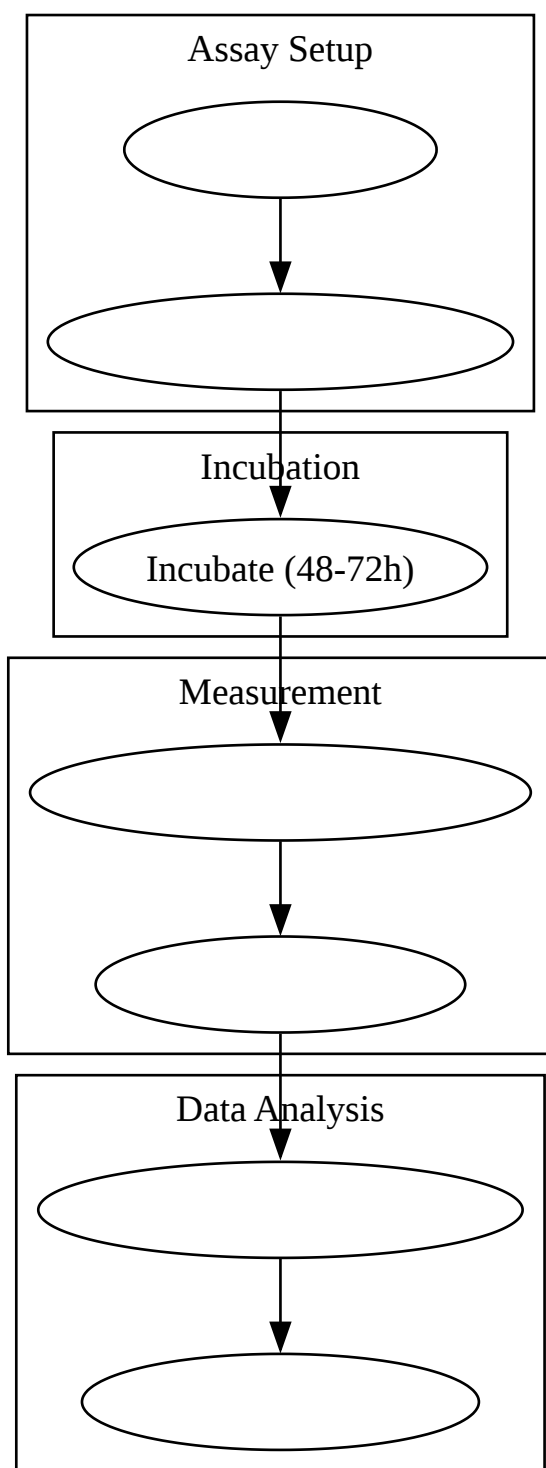 Assay Setup
Incubation
Incubate (48-72h)
Measurement
Data Analysis